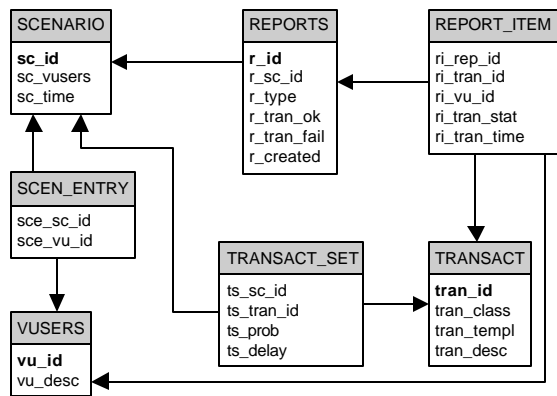 SCENARIO
sc_id
sc_vusers
sc_time
REPORTS
r_id
r_sc_id
r_type
r_tran_ok
r_tran_fail
r_created
REPORT_ITEM
ri_rep_id
ri_tran_id
ri_vu_id
ri_tran_stat
ri_tran_time
SCEN_ENTRY
sce_sc_id
sce_vu_id
TRANSACT_SET
ts_sc_id
ts_tran_id
ts_prob
ts_delay
TRANSACT
tran_id
tran_class
tran_templ
tran_desc
VUSERS
vu_id
vu_desc